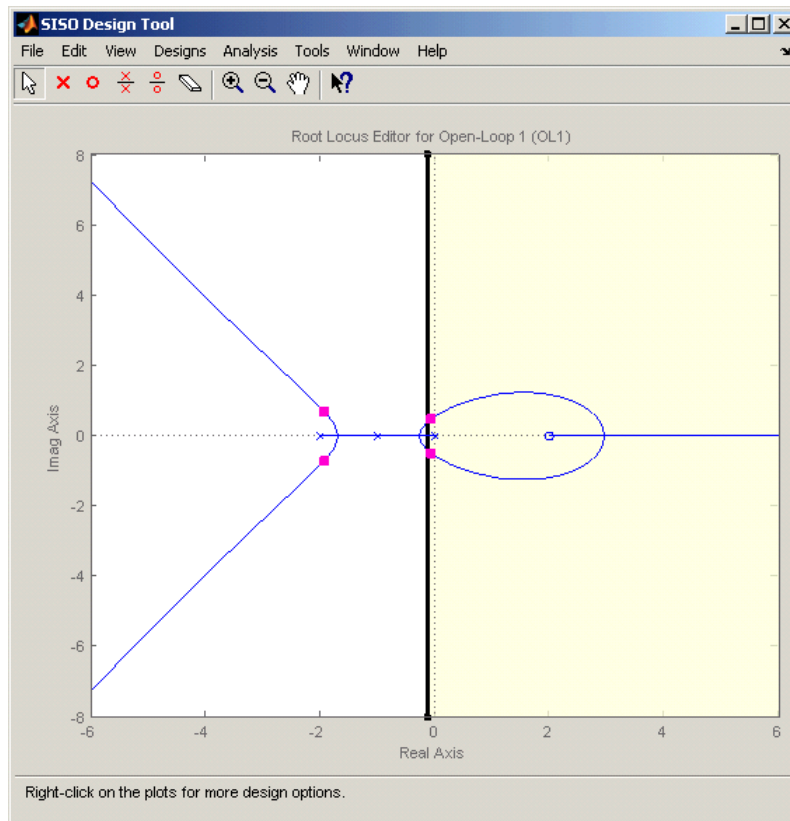 SISO Design Tool
File Edit View Designs Analysis Tools Window Help
Root Locus Editor for Open-Loop 1 (OL1)
8
6
4
2
0
-2
-4
-6
-8
Imag Axis
-6 -4 -2 0 2 4 6
Real Axis
Right-click on the plots for more design options.